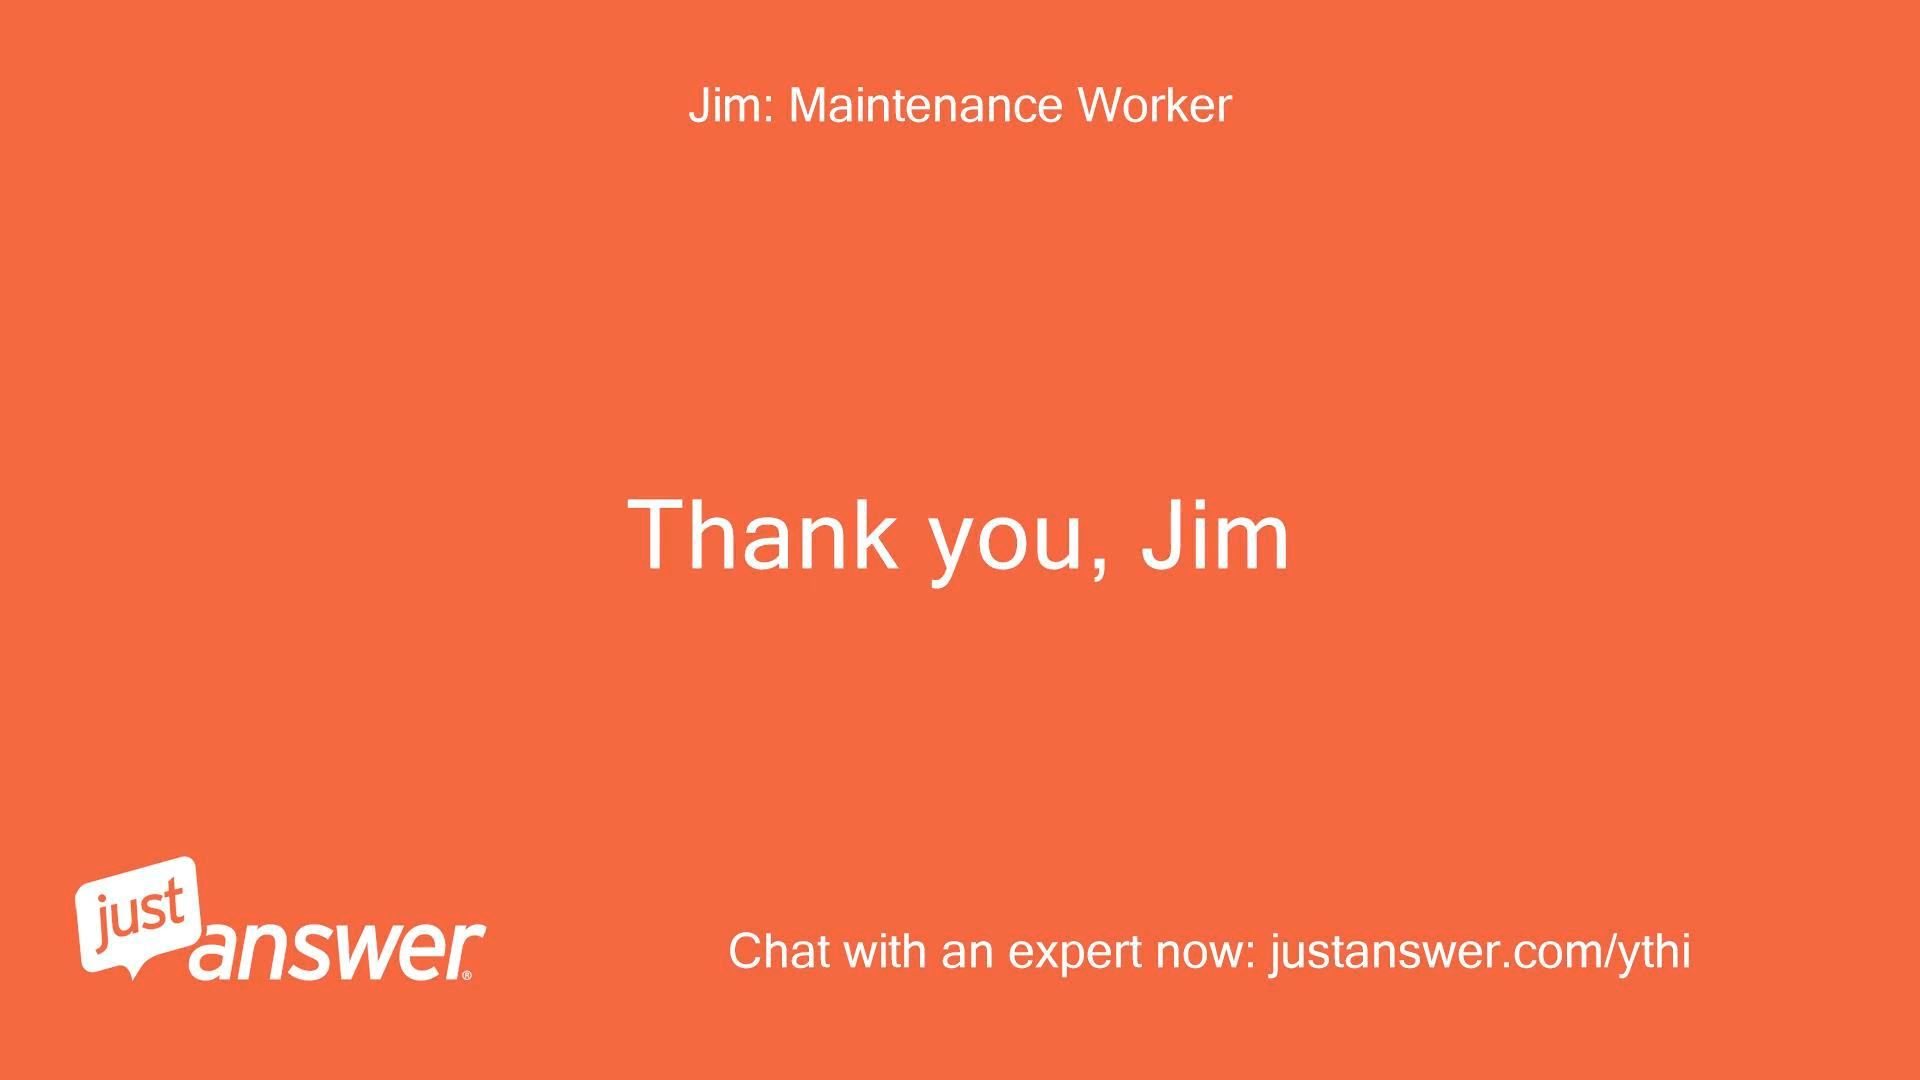 Jim: Maintenance Worker
Thank you, Jim
just
answer®
Chat with an expert now: justanswer.com/ythi